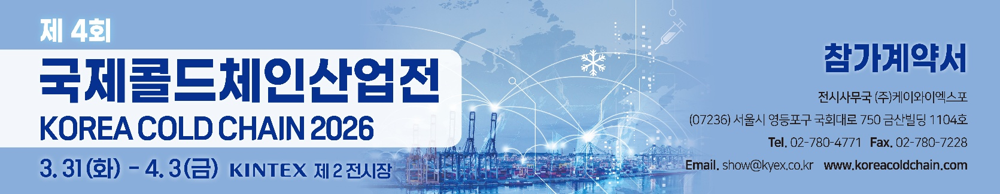 제 4회
국제콜드체인산업전
KOREA COLD CHAIN 2026
3. 31(화) - 4. 3(금) KINTEX 제2전시장
참가계약서
전시사무국 (주)케이와이엑스포
(07236) 서울시 영등포구 국회대로 750 금산빌딩 1104호
Tel. 02-780-4771 Fax. 02-780-7228
Email. show@kyex.co.kr www.koreacoldchain.com